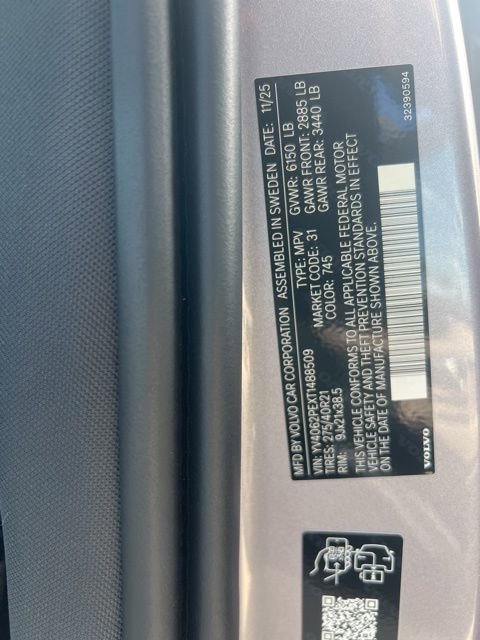 MFD BY VOLVO CAR CORPORATION ASSEMBLED IN SWEDEN DATE: 11/25
VIN: YV4062PEXT1488509 TYPE: MPV GVWR: 6150 LB
TIRES: 275/40R21 MARKET CODE: 31 GAWR FRONT: 2885 LB
RIM: 9Jx21x38.5 COLOR: 745 GAWR REAR: 3440 LB
THIS VEHICLE CONFORMS TO ALL APPLICABLE FEDERAL MOTOR
VEHICLE SAFETY AND THEFT PREVENTION STANDARDS IN EFFECT
ON DATE OF MANUFACTURE SHOWN ABOVE.
VOLVO 32390594